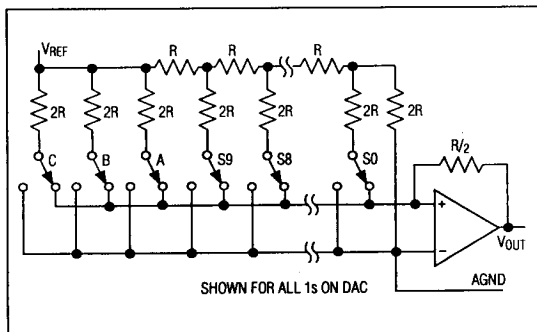 VREF
R R R
2R 2R 2R 2R 2R 2R 2R
C B A S9 S8 S0
R/2
+
−
VOUT
AGND
SHOWN FOR ALL 1s ON DAC